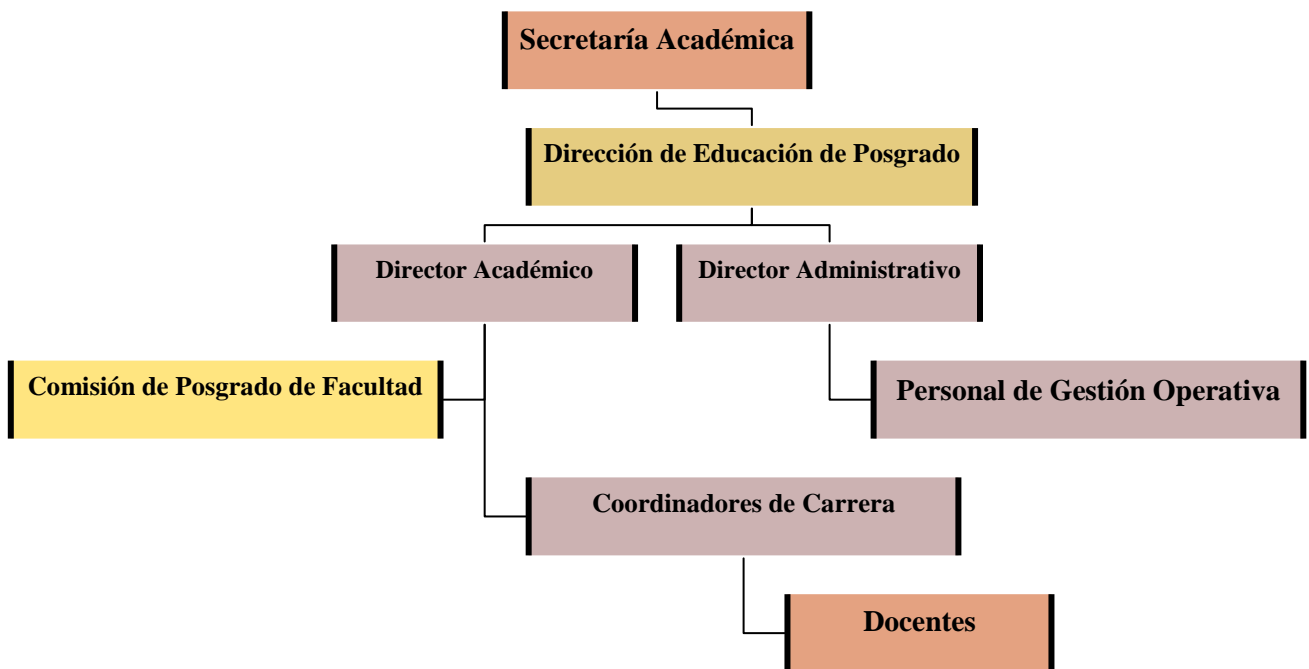 Secretaría Académica
Dirección de Educación de Posgrado
Director Académico
Director Administrativo
Comisión de Posgrado de Facultad
Personal de Gestión Operativa
Coordinadores de Carrera
Docentes